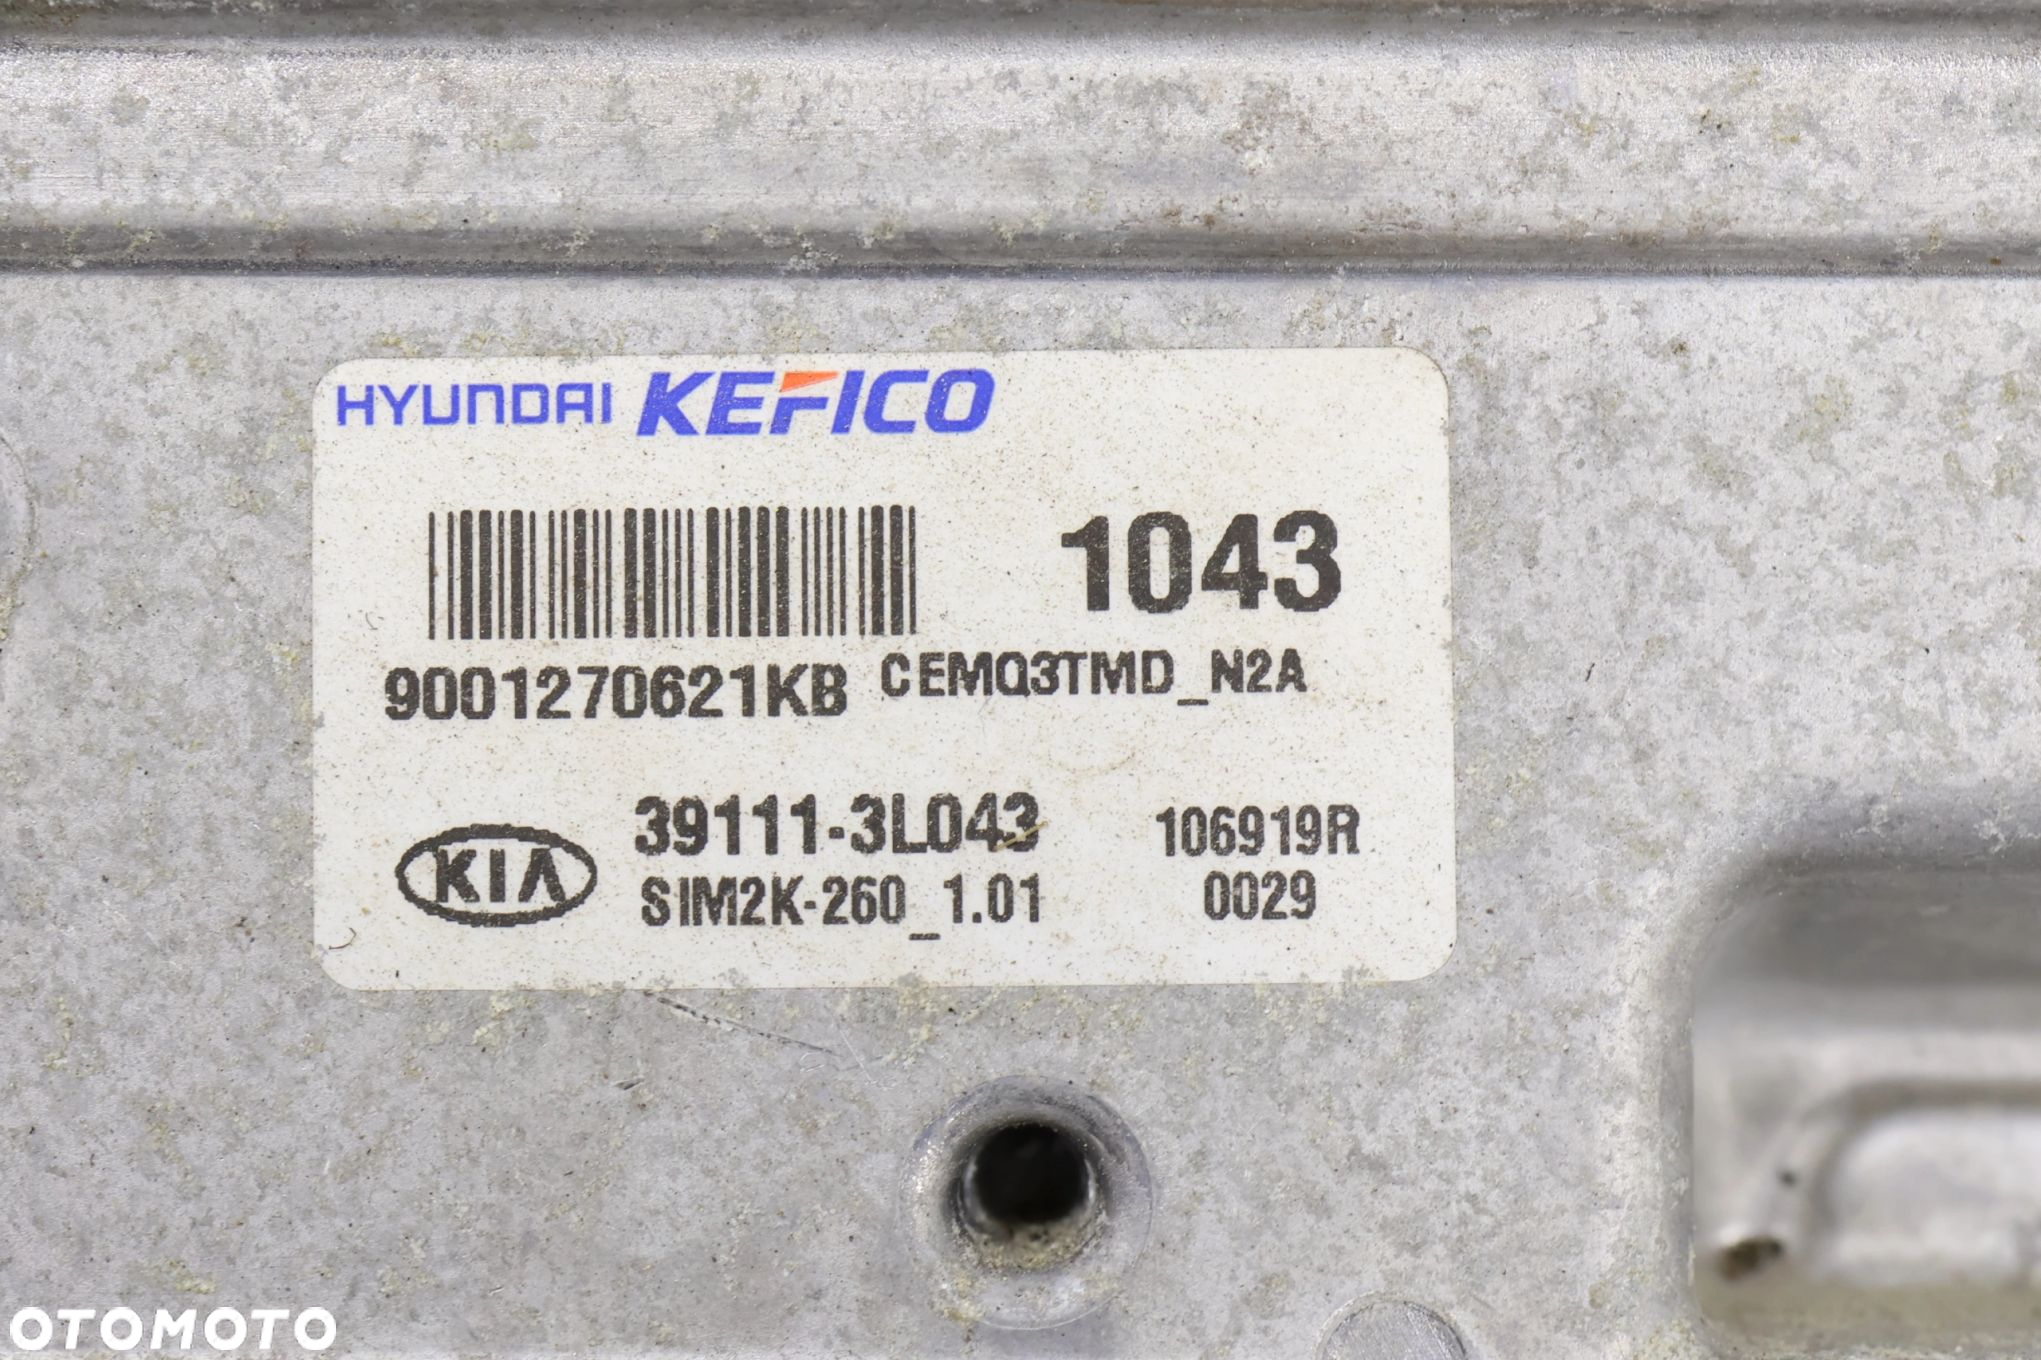 HYUNDAI KEFICO
1043
9001270621KB CEMQ3TMD_N2A
39111-3L043 106919R
KIA
SIM2K-260_1.01 0029
OTOMOTO